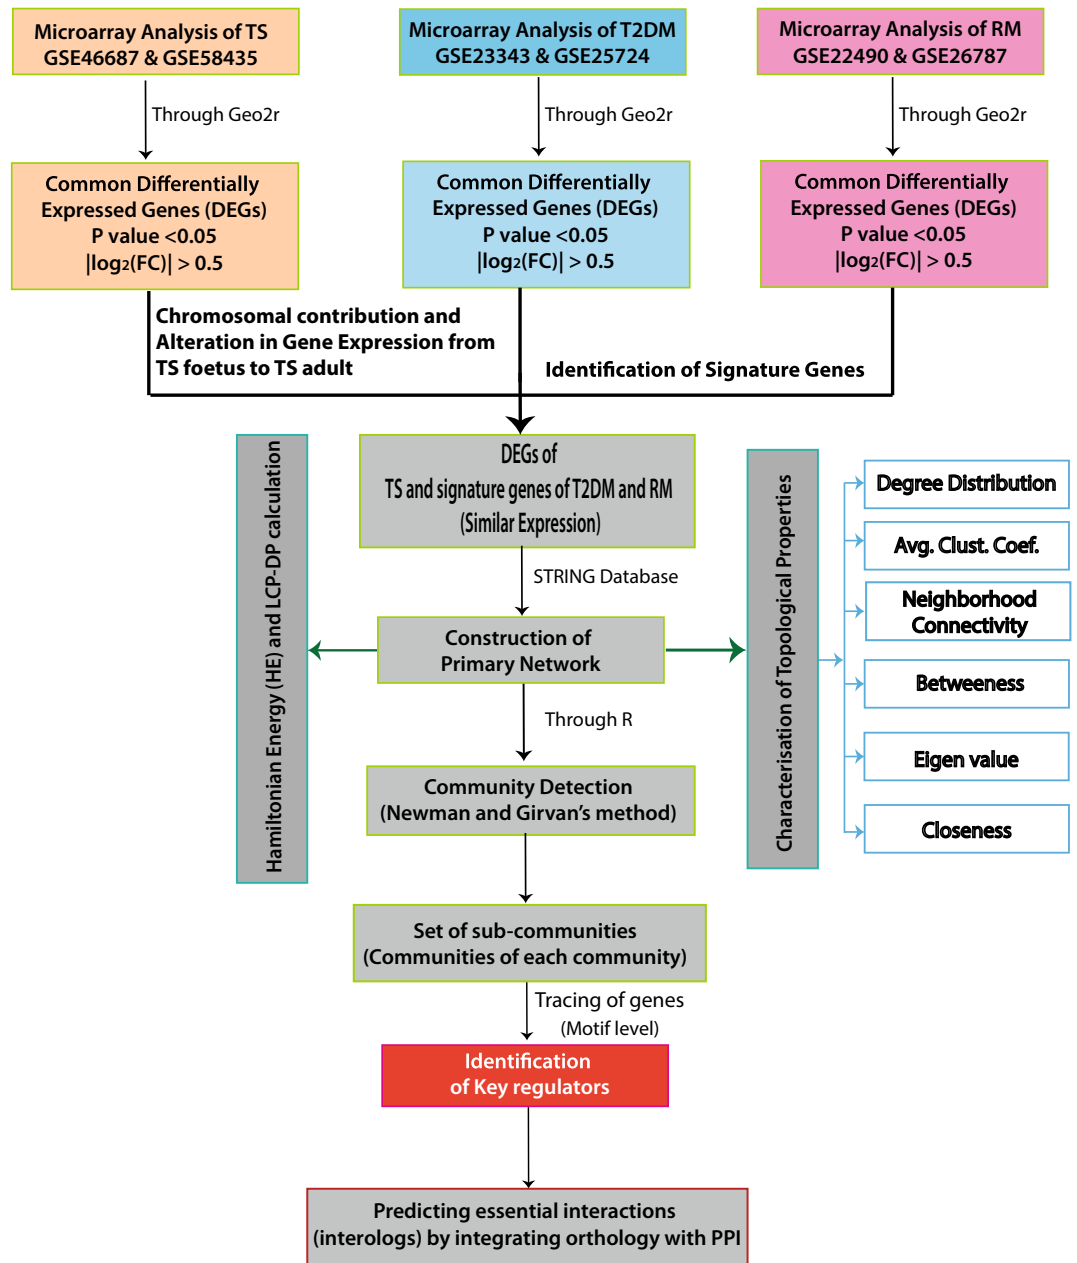 Microarray Analysis of TS
GSE46687 & GSE58435
Microarray Analysis of T2DM
GSE23343 & GSE25724
Microarray Analysis of RM
GSE22490 & GSE26787
Through Geo2r
Through Geo2r
Through Geo2r
Common Differentially
Expressed Genes (DEGs)
P value <0.05
|log2(FC)| > 0.5
Common Differentially
Expressed Genes (DEGs)
P value <0.05
|log2(FC)| > 0.5
Common Differentially
Expressed Genes (DEGs)
P value <0.05
|log2(FC)| > 0.5
Chromosomal contribution and
Alteration in Gene Expression from
TS foetus to TS adult
Identification of Signature Genes
DEGs of
TS and signature genes of T2DM and RM
(Similar Expression)
STRING Database
Construction of
Primary Network
Hamiltonian Energy (HE) and LCP-DP calculation
Characterisation of Topological Properties
Degree Distribution
Avg. Clust. Coef.
Neighborhood
Connectivity
Betweeness
Eigen value
Closeness
Through R
Community Detection
(Newman and Girvan's method)
Set of sub-communities
(Communities of each community)
Tracing of genes
(Motif level)
Identification
of Key regulators
Predicting essential interactions
(interologs) by integrating orthology with PPI